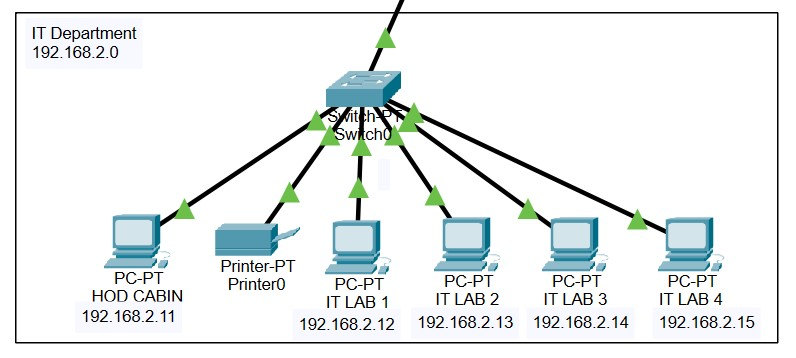 IT Department
192.168.2.0
Switch-PT
Switch0
PC-PT
HOD CABIN
192.168.2.11
Printer-PT
Printer0
PC-PT
IT LAB 1
192.168.2.12
PC-PT
IT LAB 2
192.168.2.13
PC-PT
IT LAB 3
192.168.2.14
PC-PT
IT LAB 4
192.168.2.15